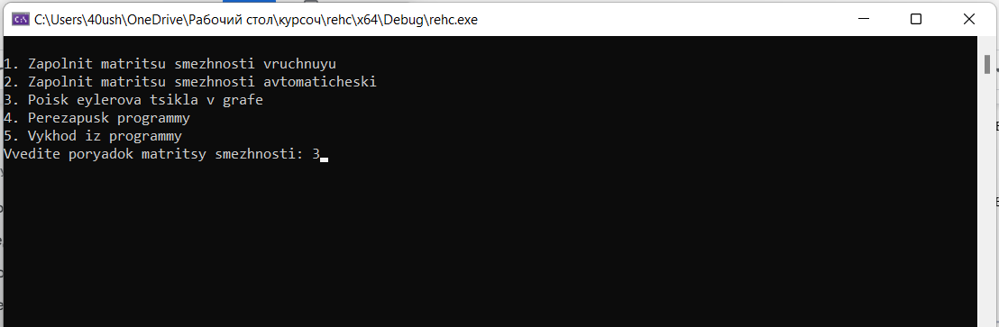 C:\Users\40ush\OneDrive\Рабочий стол\курсоч\rehc\x64\Debug\rehc.exe
1. Zapolnit matritsu smezhnosti vruchnuyu
2. Zapolnit matritsu smezhnosti avtomaticheski
3. Poisk eylerova tsikla v grafe
4. Perezapusk programmy
5. Vykhod iz programmy
Vvedite poryadok matritsy smezhnosti: 3